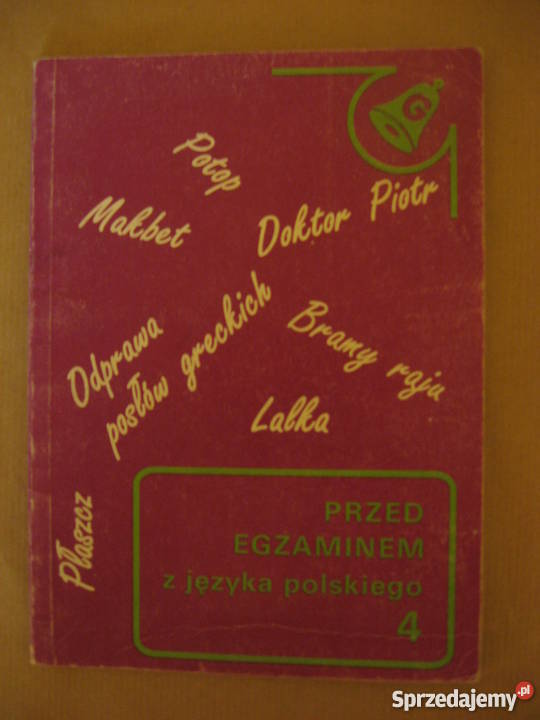 G
Potop
Makbet
Doktor Piotr
Odprawa
posłów greckich
Bramy raju
Lalka
Płaszcz
PRZED
EGZAMINEM
z języka polskiego
4
Sprzedajemy.pl